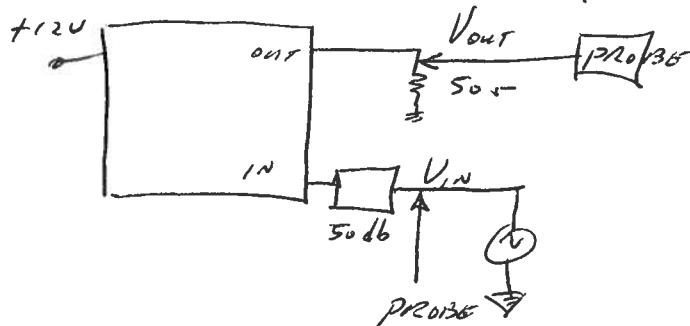 +12V
OUT
VOUT
PROBE
50Ω
IN
VIN
50db
PROBE